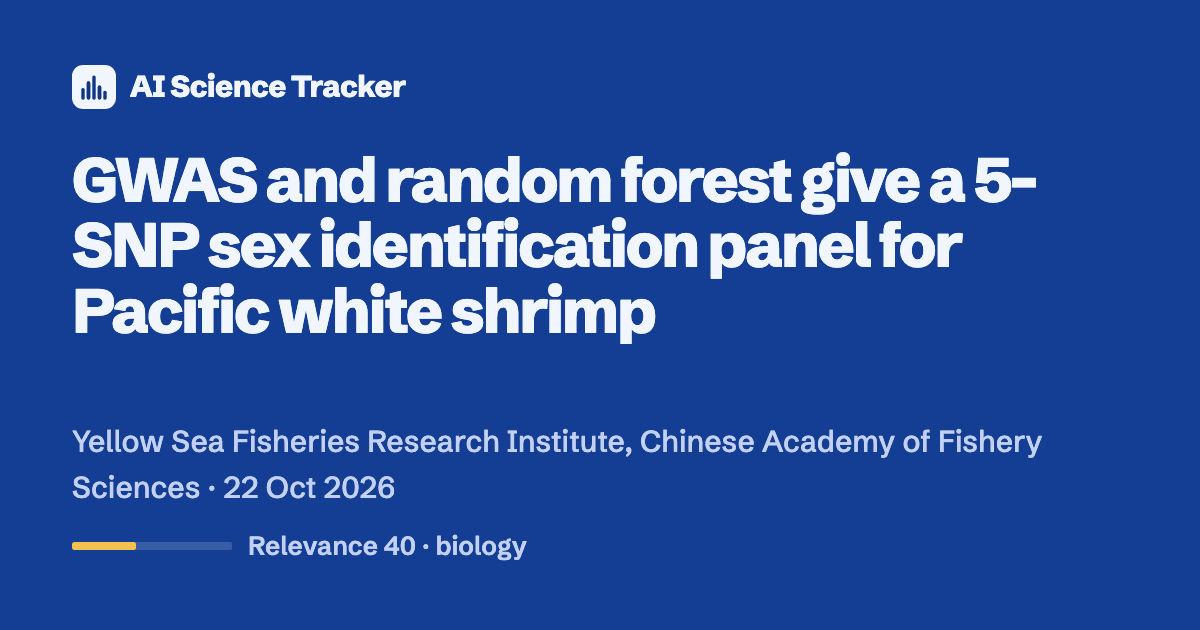 AI Science Tracker
GWAS and random forest give a 5-
SNP sex identification panel for
Pacific white shrimp
Yellow Sea Fisheries Research Institute, Chinese Academy of Fishery
Sciences · 22 Oct 2026
Relevance 40 · biology